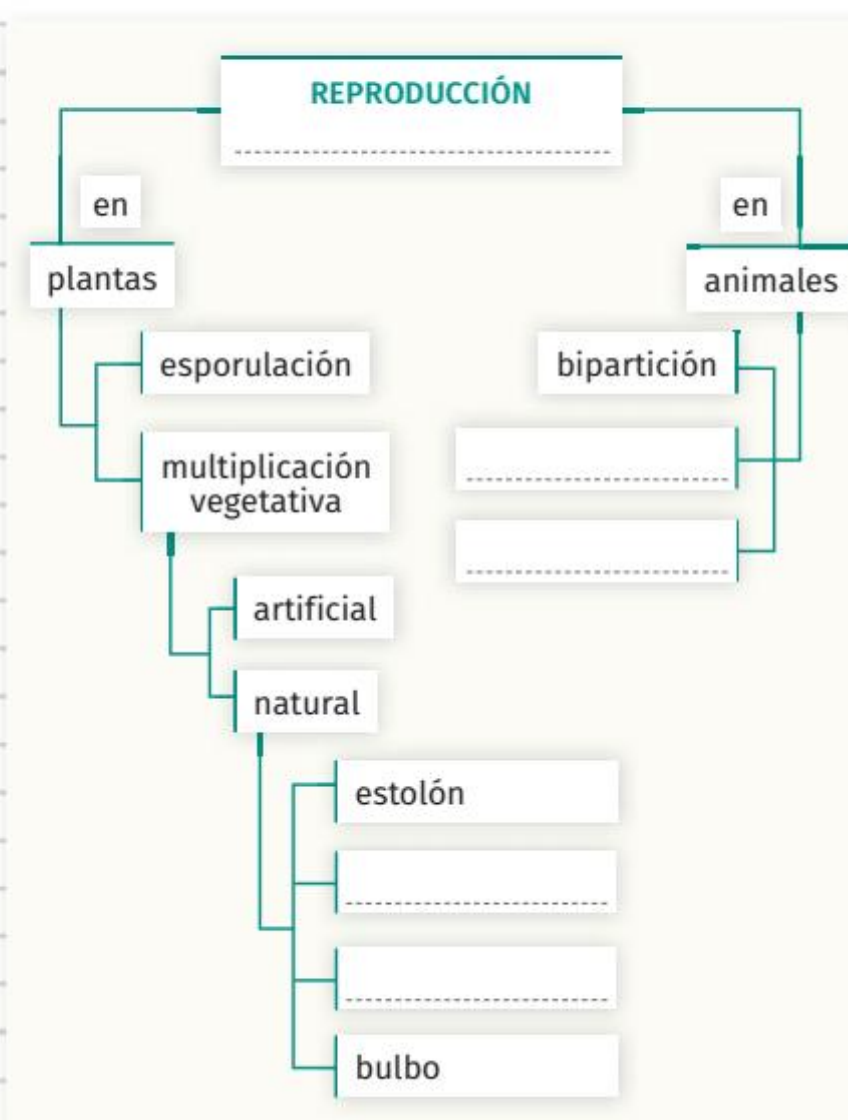 REPRODUCCIÓN
en
en
plantas
animales
esporulación
bipartición
multiplicación
vegetativa
artificial
natural
estolón
bulbo